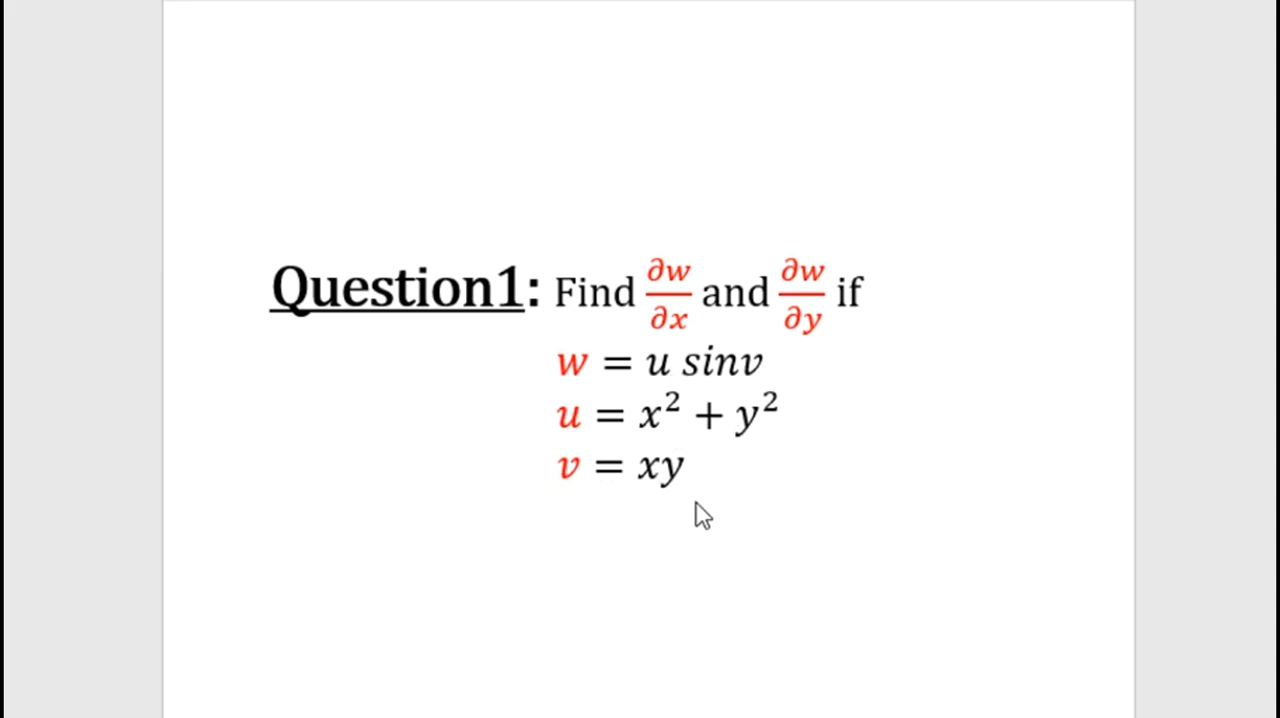 Question1: Find ∂w/∂x and ∂w/∂y if
w = u sinv
u = x² + y²
v = xy